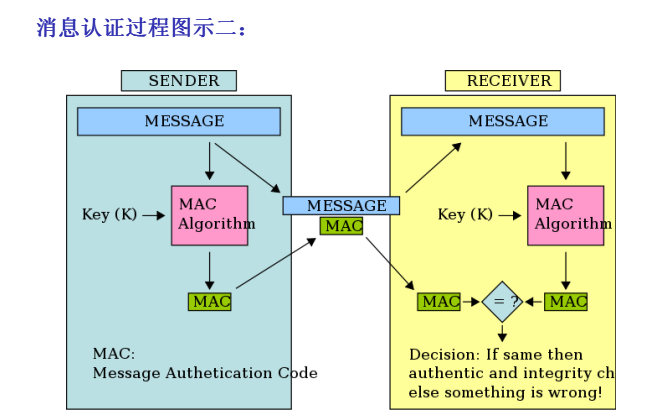 消息认证过程图示二：
SENDER
RECEIVER
MESSAGE
MESSAGE
Key (K)
MAC
Algorithm
MESSAGE
MAC
Key (K)
MAC
Algorithm
MAC
MAC
= ?
MAC
MAC:
Message Authetication Code
Decision: If same then
authentic and integrity ch
else something is wrong!